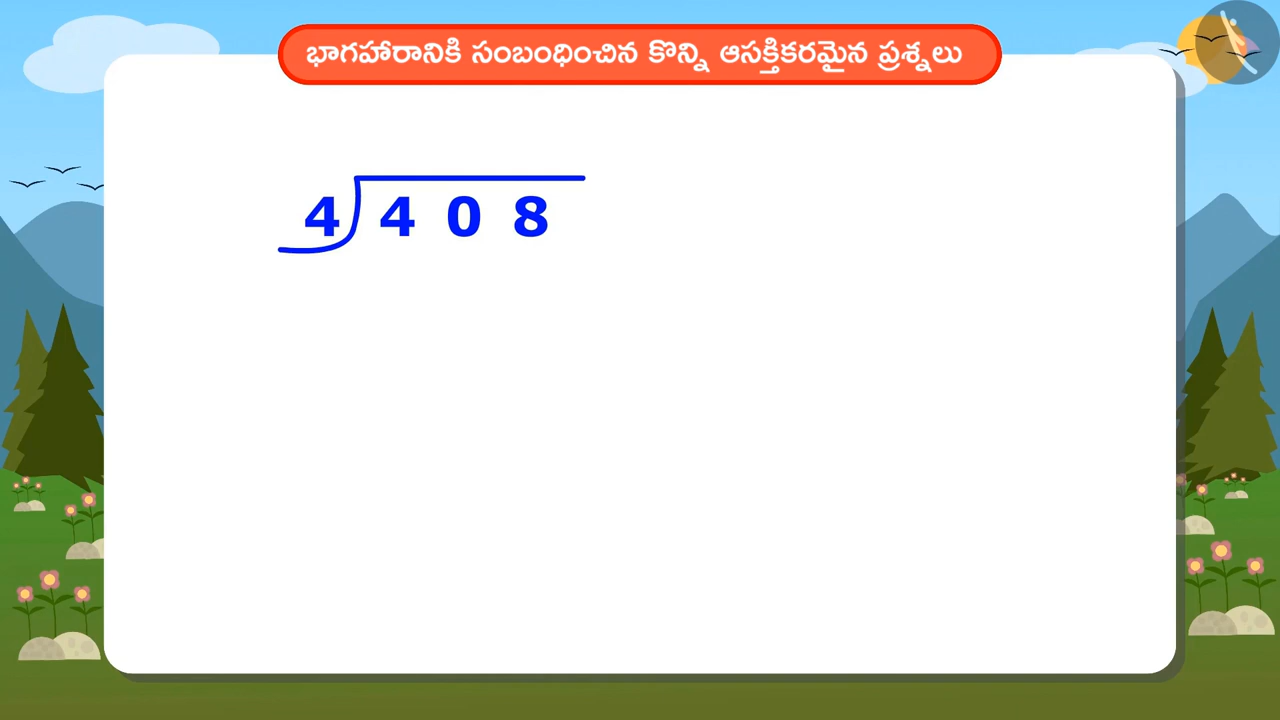 భాగహారానికి సంబంధించిన కొన్ని ఆసక్తికరమైన ప్రశ్నలు
4 4 0 8